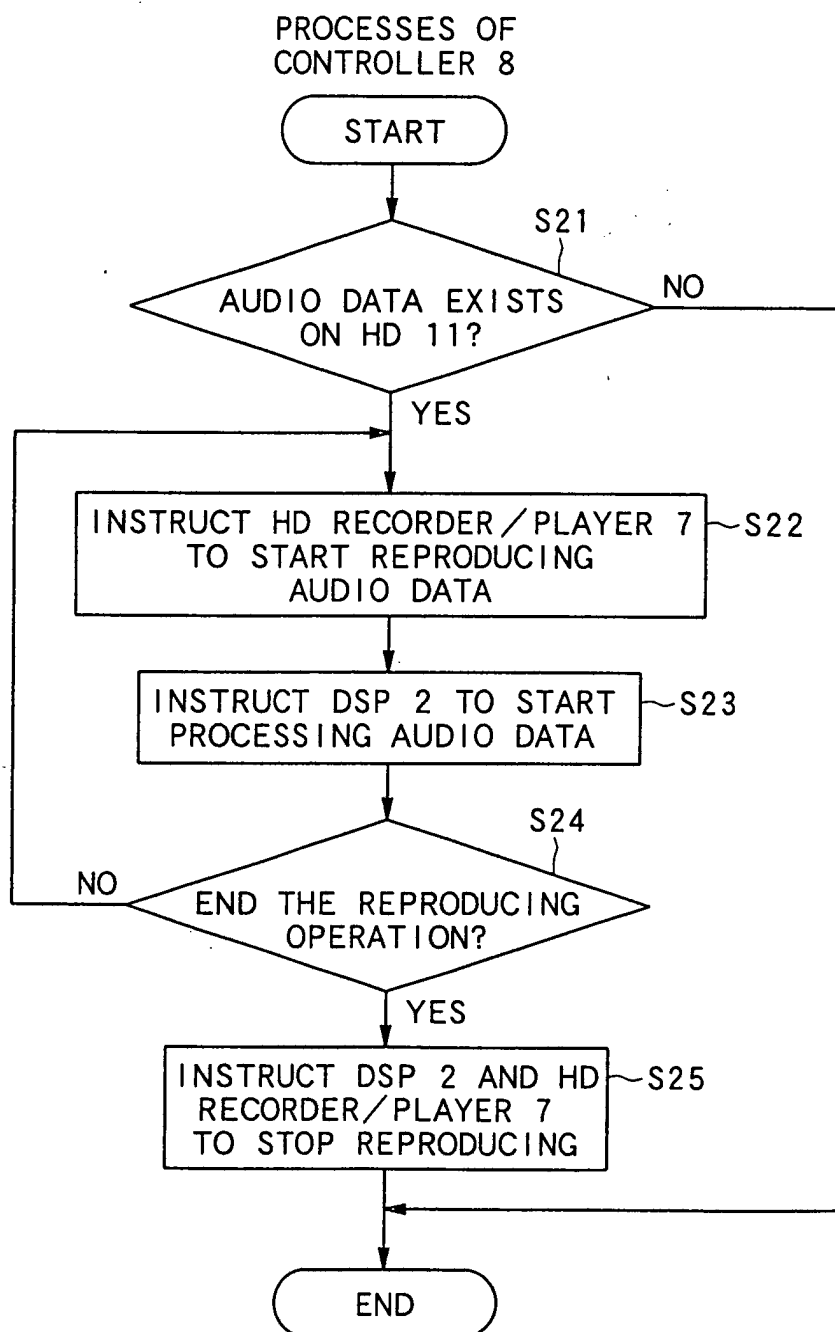 PROCESSES OF
CONTROLLER 8
START
S21
AUDIO DATA EXISTS
ON HD 11?
NO
YES
INSTRUCT HD RECORDER/PLAYER 7
TO START REPRODUCING
AUDIO DATA
S22
INSTRUCT DSP 2 TO START
PROCESSING AUDIO DATA
S23
S24
NO
END THE REPRODUCING
OPERATION?
YES
INSTRUCT DSP 2 AND HD
RECORDER/PLAYER 7
TO STOP REPRODUCING
S25
END